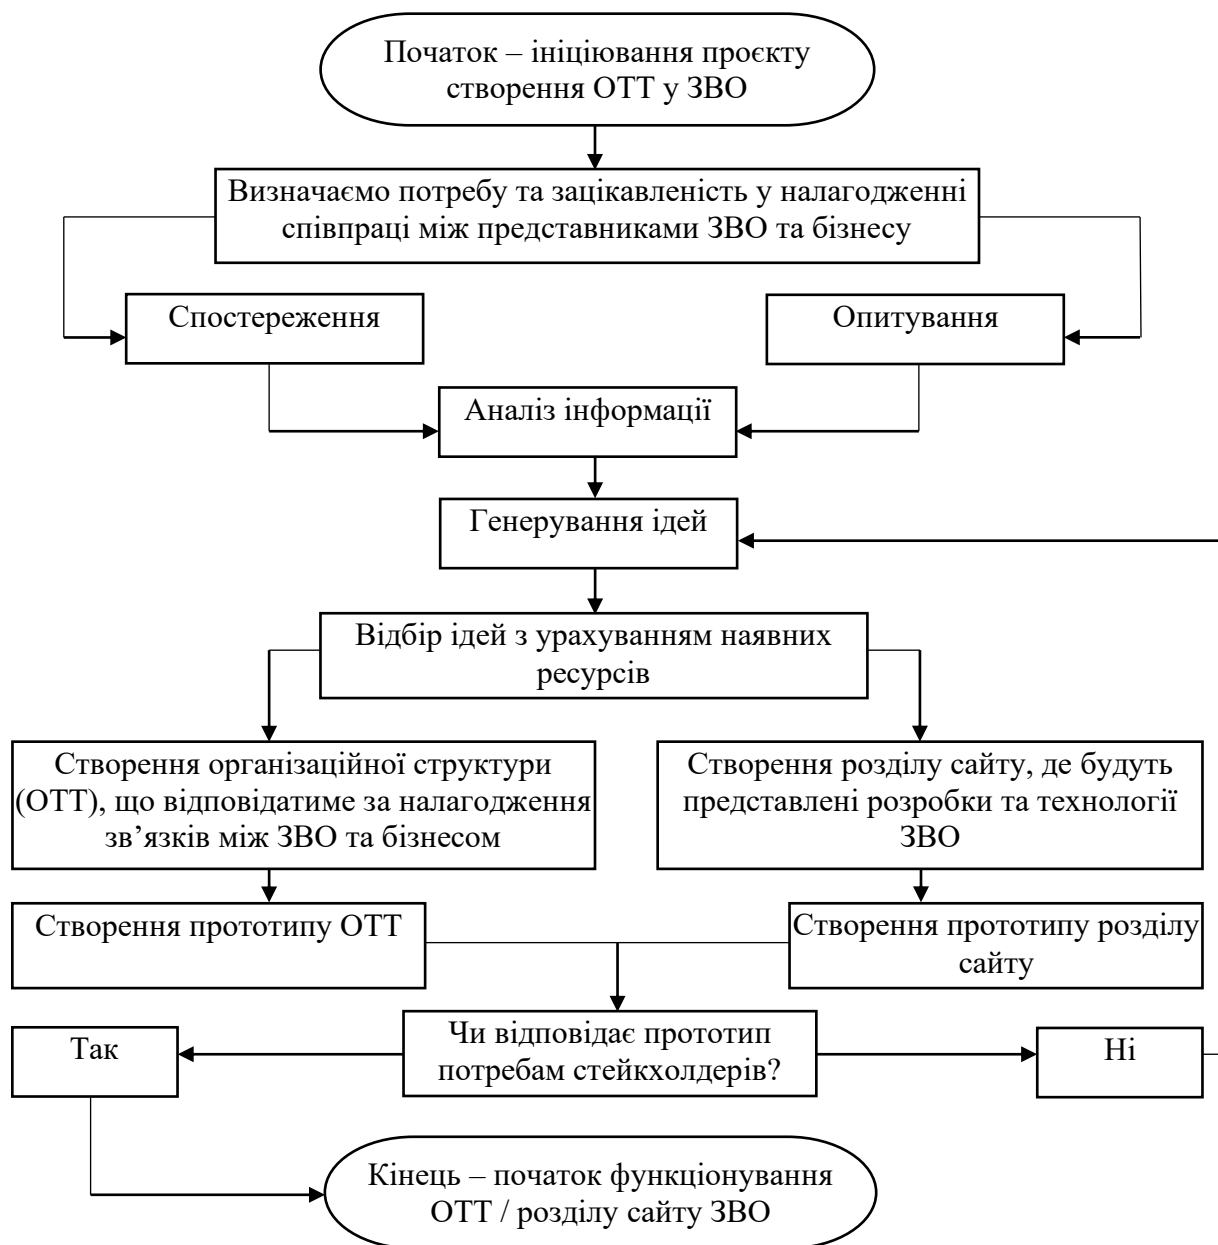 Початок – ініціювання проєкту
створення ОТТ у ЗВО
Визначаємо потребу та зацікавленість у налагодженні
співпраці між представниками ЗВО та бізнесу
Спостереження
Опитування
Аналіз інформації
Генерування ідей
Відбір ідей з урахуванням наявних
ресурсів
Створення організаційної структури
(ОТТ), що відповідатиме за налагодження
зв’язків між ЗВО та бізнесом
Створення розділу сайту, де будуть
представлені розробки та технології
ЗВО
Створення прототипу ОТТ
Створення прототипу розділу
сайту
Чи відповідає прототип
потребам стейкхолдерів?
Так
Ні
Кінець – початок функціонування
ОТТ / розділу сайту ЗВО